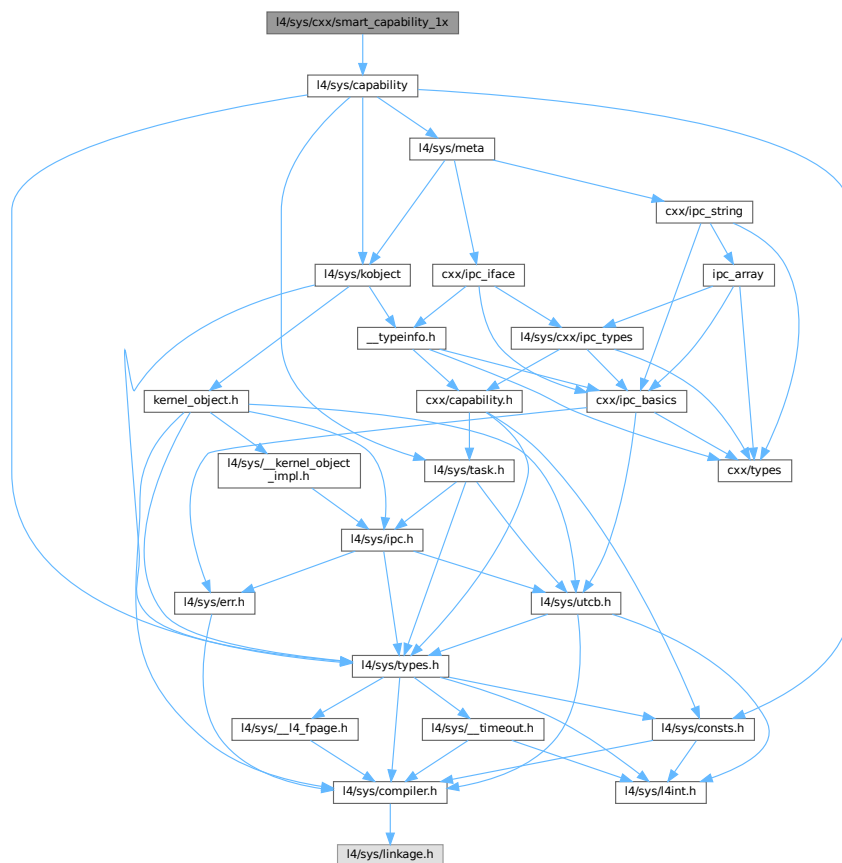 l4/sys/cxx/smart_capability_1x
l4/sys/capability
l4/sys/meta
cxx/ipc_string
l4/sys/kobject
cxx/ipc_iface
ipc_array
__typeinfo.h
l4/sys/cxx/ipc_types
kernel_object.h
cxx/capability.h
cxx/ipc_basics
l4/sys/__kernel_object
_impl.h
l4/sys/task.h
cxx/types
l4/sys/ipc.h
l4/sys/err.h
l4/sys/utcb.h
l4/sys/types.h
l4/sys/__l4_fpage.h
l4/sys/__timeout.h
l4/sys/consts.h
l4/sys/compiler.h
l4/sys/l4int.h
l4/sys/linkage.h